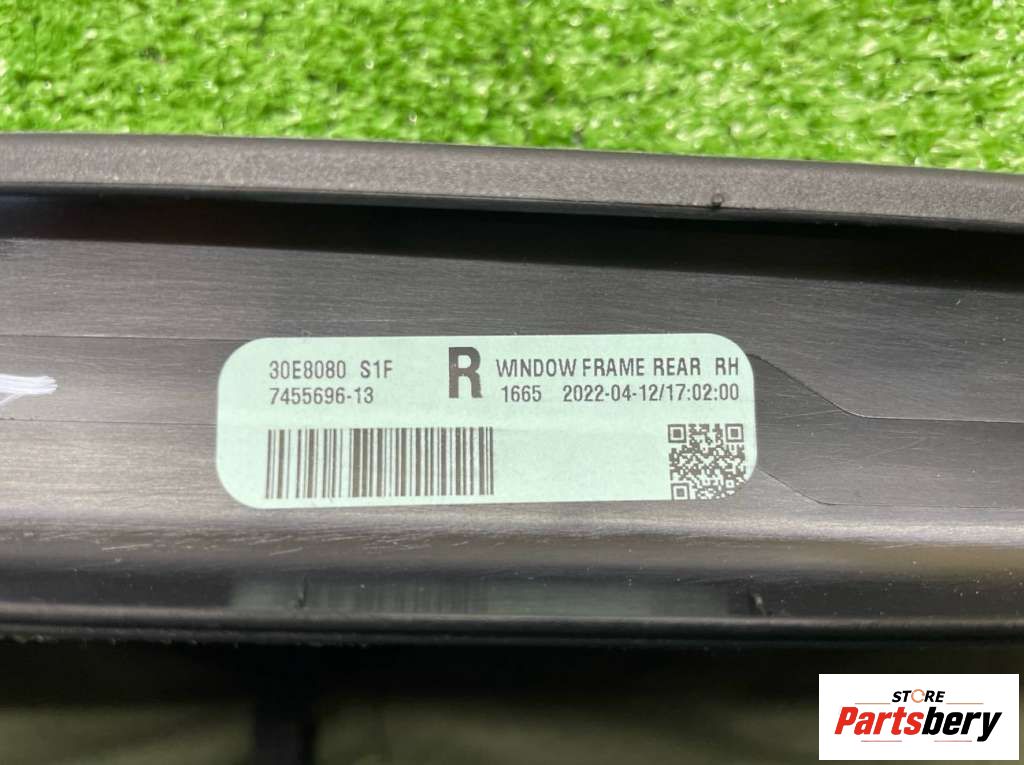 30E8080 S1F R WINDOW FRAME REAR RH
7455696-13 1665 2022-04-12/17:02:00
STORE
Partsbery